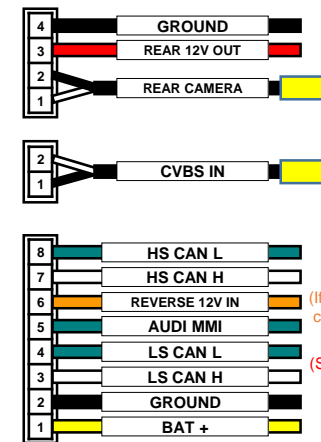 4 GROUND
3 REAR 12V OUT
2
1 REAR CAMERA
2
1 CVBS IN
8 HS CAN L
7 HS CAN H
6 REVERSE 12V IN (If
5 AUDI MMI c
4 LS CAN L
3 LS CAN H (S
2 GROUND
1 BAT +